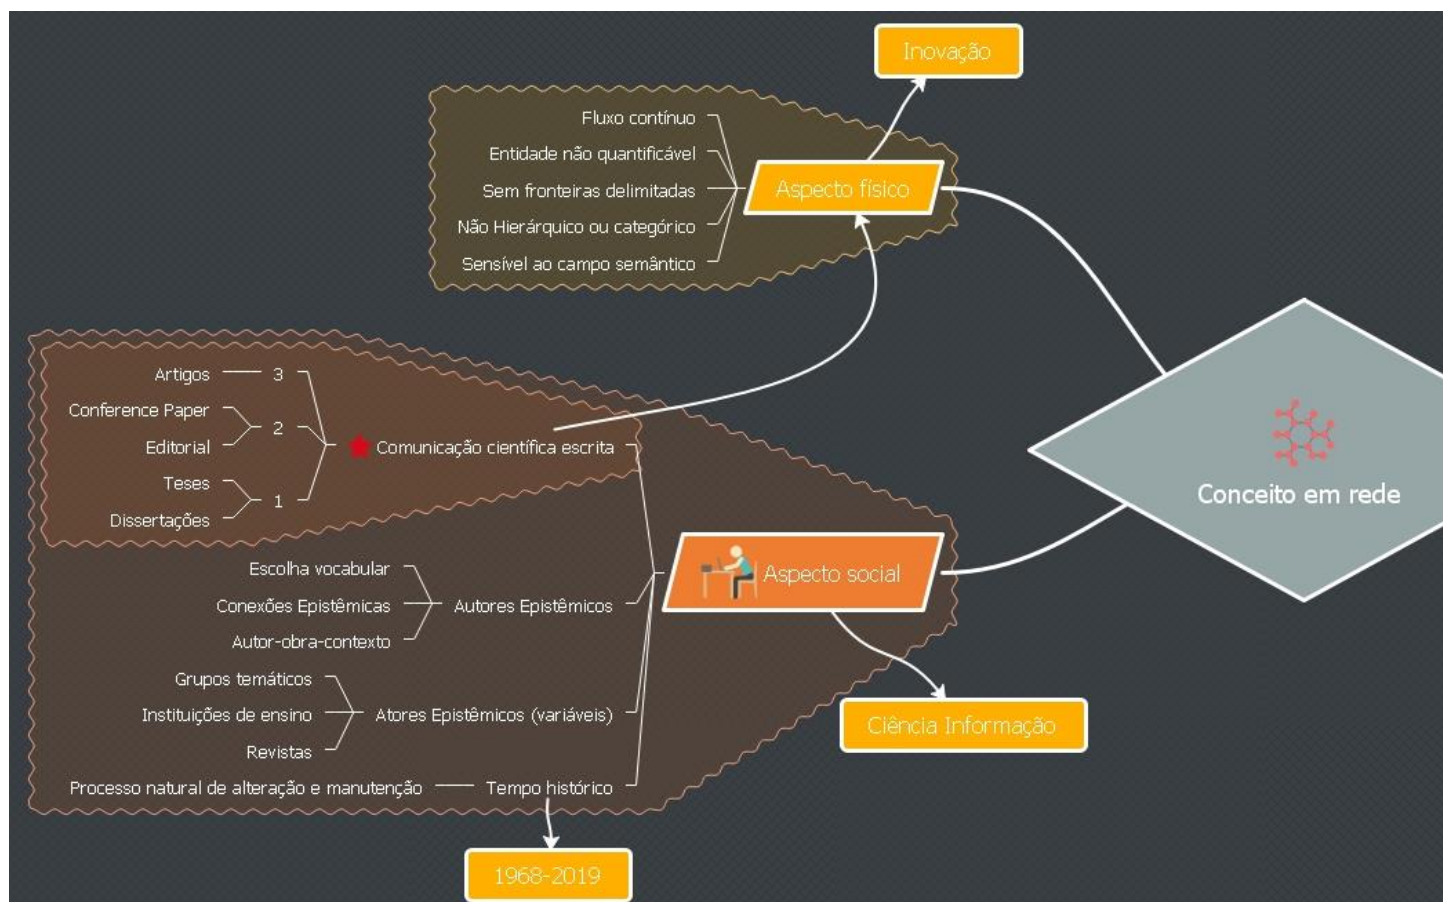 Inovação
Fluxo contínuo
Entidade não quantificável
Sem fronteiras delimitadas
Não Hierárquico ou categórico
Sensível ao campo semântico
Aspecto físico
Artigos
3
Conference Paper
Editorial
2
Teses
Dissertações
1
Comunicação científica escrita
Conceito em rede
Escolha vocabular
Conexões Epistêmicas
Autor-obra-contexto
Autores Epistêmicos
Aspecto social
Grupos temáticos
Instituições de ensino
Revistas
Atores Epistêmicos (variáveis)
Ciência Informação
Processo natural de alteração e manutenção
Tempo histórico
1968-2019